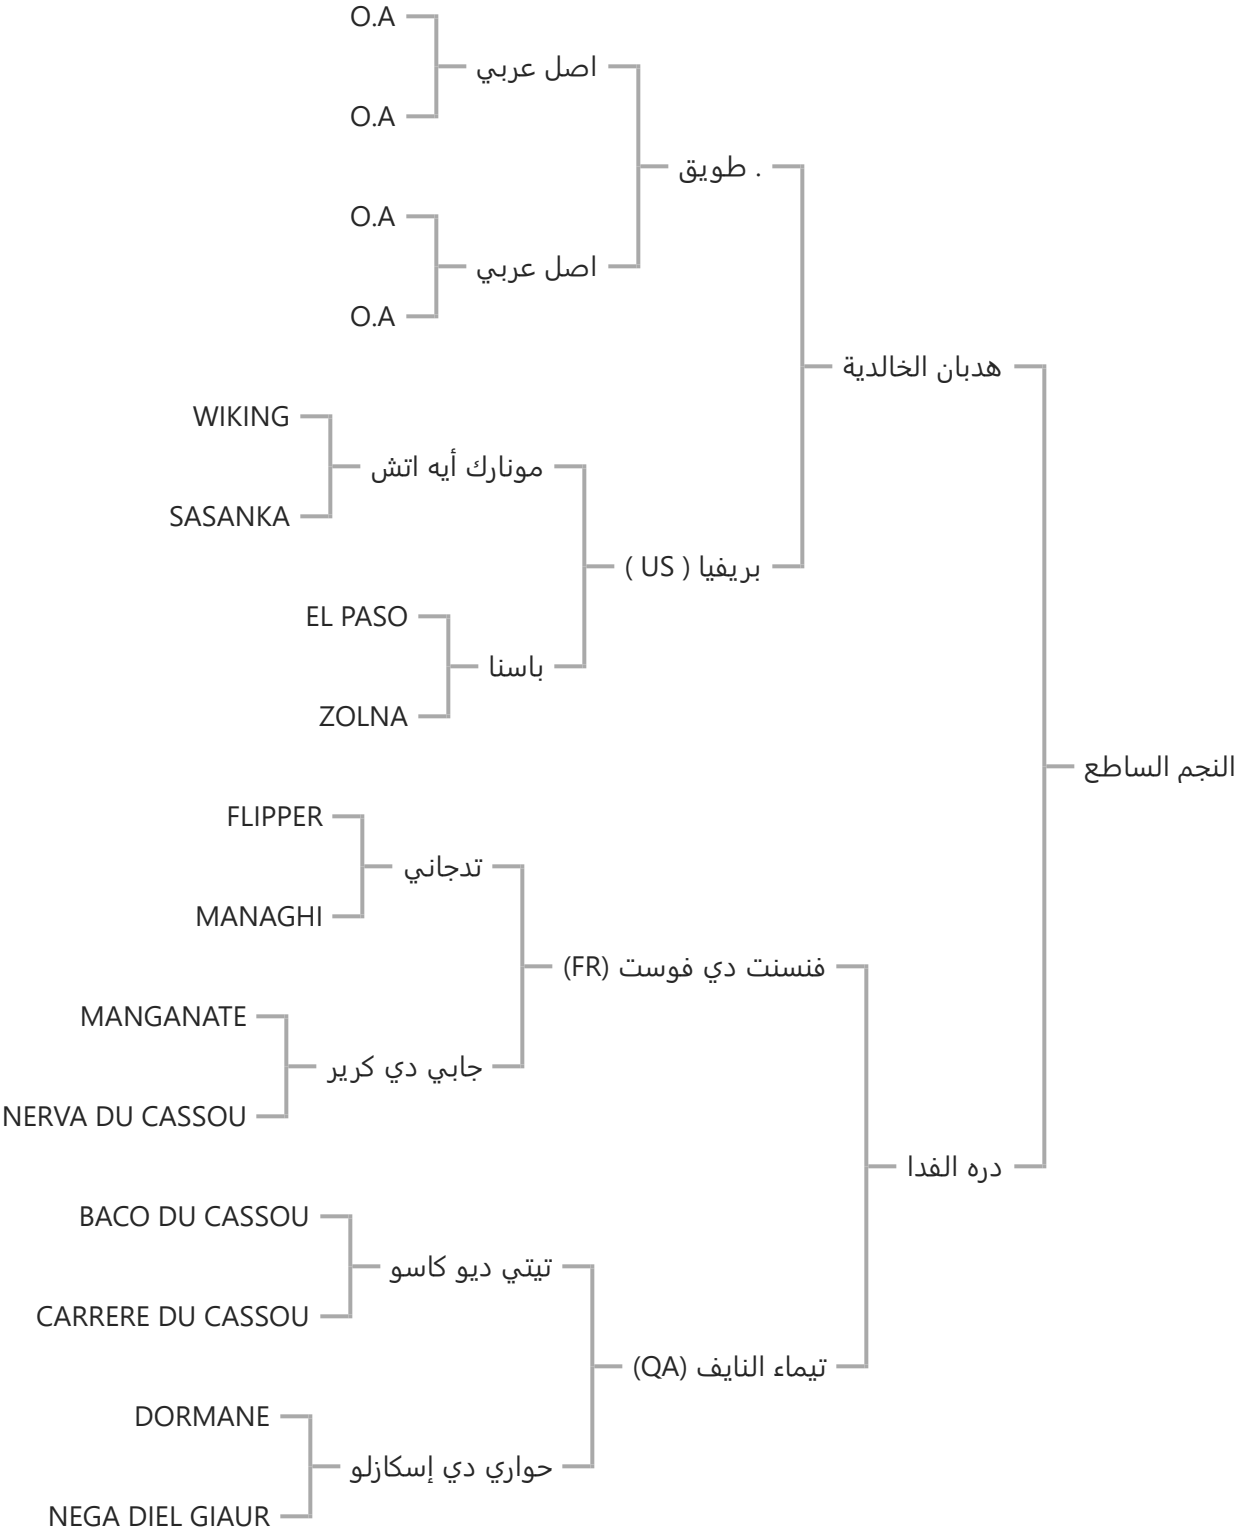 O.A
اصل عربي
O.A
. طويق
O.A
اصل عربي
O.A
هدبان الخالدية
WIKING
مونارك أيه اتش
SASANKA
بريفيا ( US )
EL PASO
باسنا
ZOLNA
النجم الساطع
FLIPPER
تدجاني
MANAGHI
فنسنت دي فوست (FR)
MANGANATE
جابي دي كرير
NERVA DU CASSOU
دره الفدا
BACO DU CASSOU
تيتي ديو كاسو
CARRERE DU CASSOU
تيماء النايف (QA)
DORMANE
حواري دي إسكازلو
NEGA DIEL GIAUR